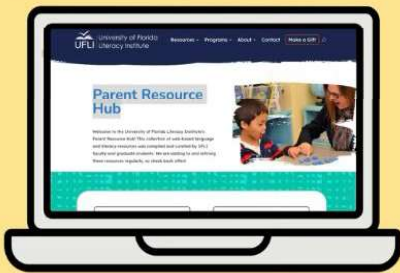 University of Florida
UFLI Literacy Institute
Resources Programs About Contact Make a Gift
Parent Resource
Hub
Welcome to the University of Florida Literacy Institute's
Parent Resource Hub! This collection of web-based language
and literacy resources was compiled and curated by UFLI
faculty and graduate students. We are adding to and refining
these resources regularly, so check back often!